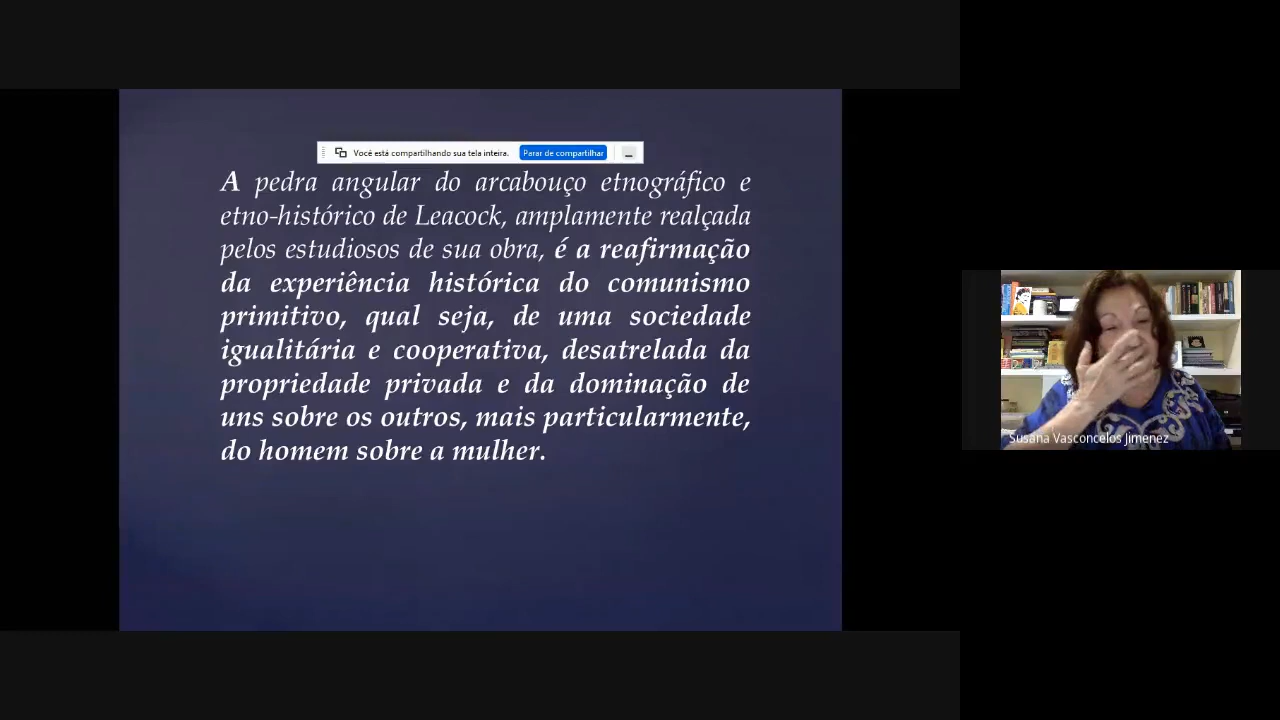 Você está compartilhando sua tela inteira. Parar de compartilhar
A pedra angular do arcabouço etnográfico e
etno-histórico de Leacock, amplamente realçada
pelos estudiosos de sua obra, é a reafirmação
da experiência histórica do comunismo
primitivo, qual seja, de uma sociedade
igualitária e cooperativa, desatrelada da
propriedade privada e da dominação de
uns sobre os outros, mais particularmente,
do homem sobre a mulher.
Susana Vasconcelos Jimenez